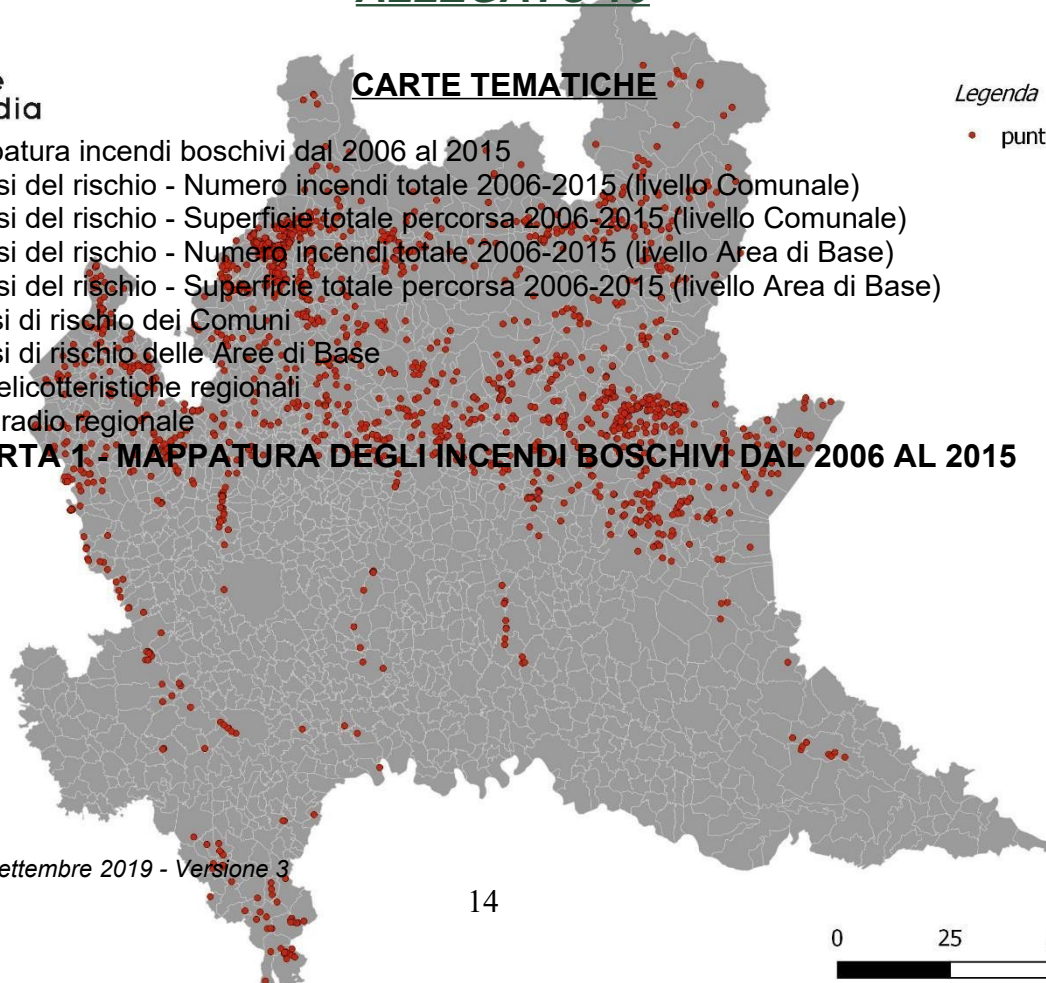 CARTE TEMATICHE
dia
Legenda
punt
patura incendi boschivi dal 2006 al 2015
si del rischio - Numero incendi totale 2006-2015 (livello Comunale)
si del rischio - Superficie totale percorsa 2006-2015 (livello Comunale)
si del rischio - Numero incendi totale 2006-2015 (livello Area di Base)
si del rischio - Superficie totale percorsa 2006-2015 (livello Area di Base)
si di rischio dei Comuni
si di rischio delle Aree di Base
elicotteristiche regionali
radio regionale
RTA 1 - MAPPATURA DEGLI INCENDI BOSCHIVI DAL 2006 AL 2015
ettembre 2019 - Versione 3
14
0 25